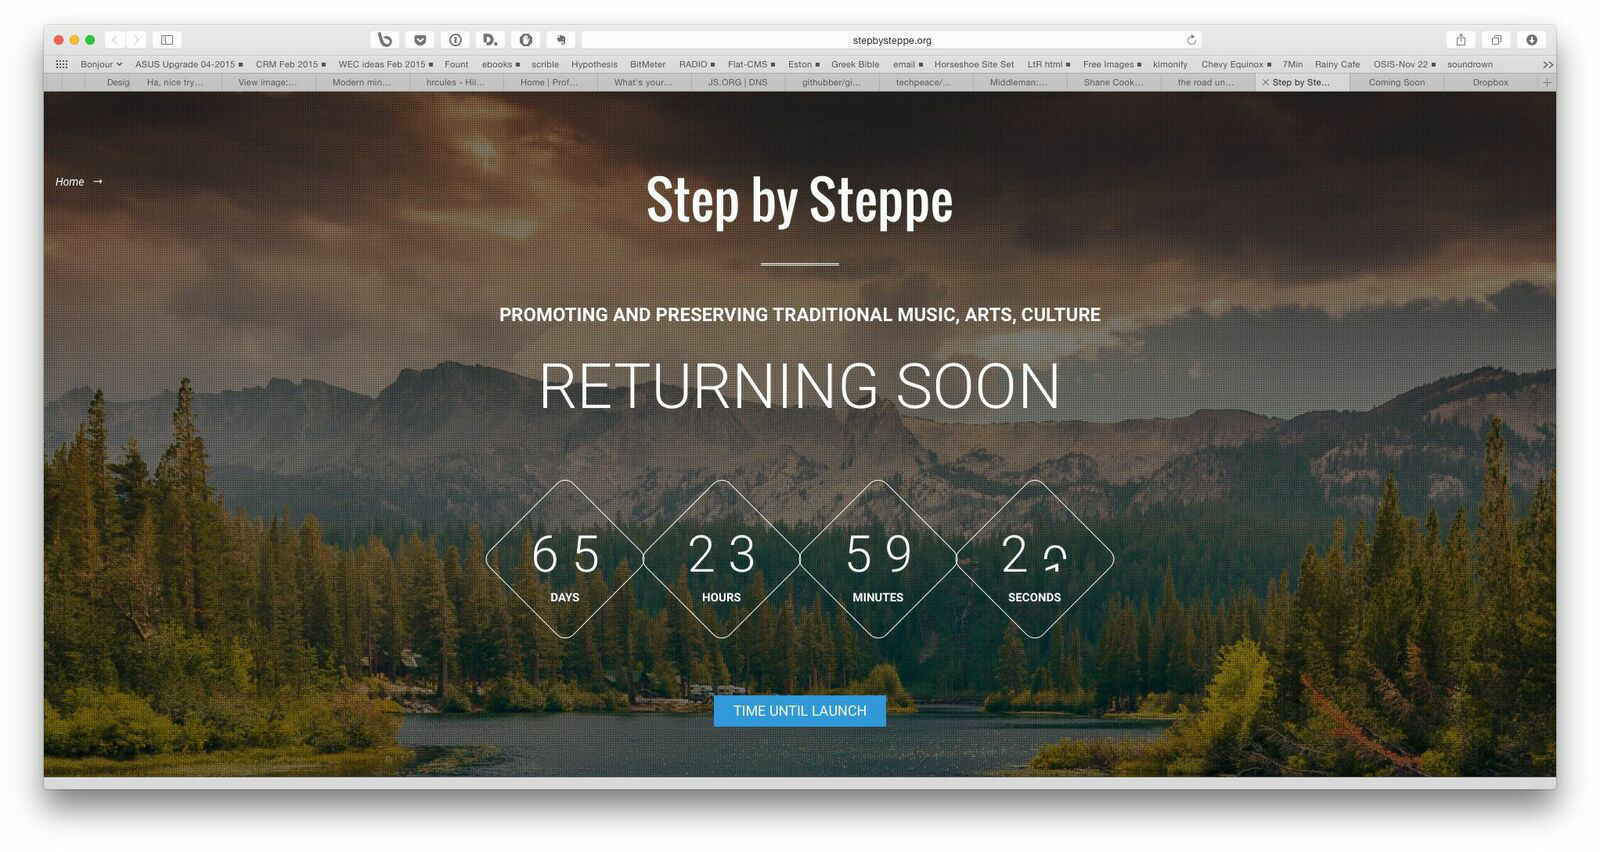 stepbysteppe.org
Bonjour ASUS Upgrade 04-2015 CRM Feb 2015 WEC ideas Feb 2015 Fount ebooks scrible Hypothesis BitMeter RADIO Flat-CMS Eston Greek Bible email Horseshoe Site Set LtR html Free Images kimonify Chevy Equinox 7Min Rainy Cafe OSIS-Nov 22 soundrown >>
Desig Ha, nice try... View image:... Modern min... hrcules - Hil... Home | Prof... What's your... JS.ORG | DNS githubber/gi... techpeace/... Middleman:... Shane Cook... the road un... Step by Ste... Coming Soon Dropbox
Home →
Step by Steppe
PROMOTING AND PRESERVING TRADITIONAL MUSIC, ARTS, CULTURE
RETURNING SOON
65 23 59 2
DAYS HOURS MINUTES SECONDS
TIME UNTIL LAUNCH